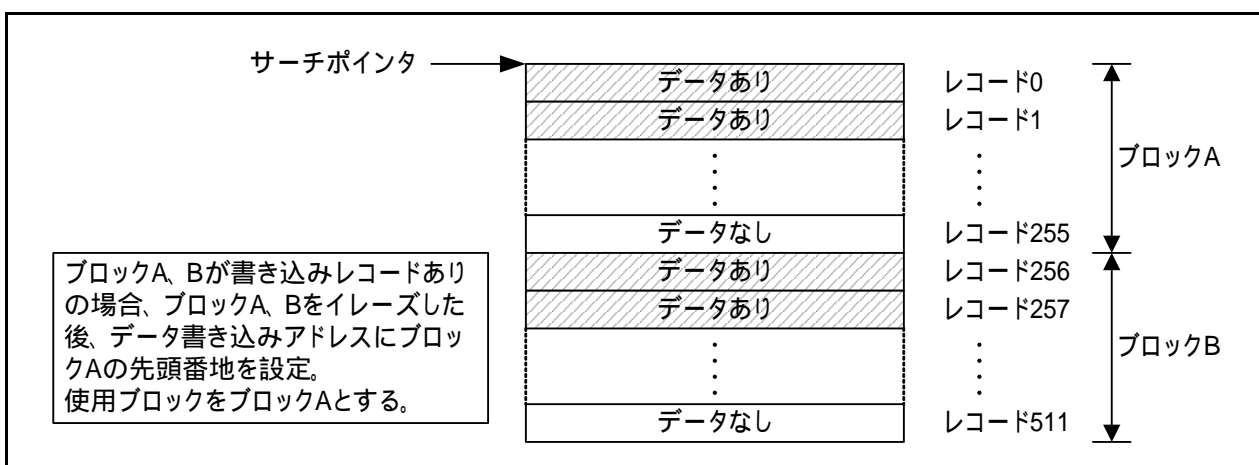 サーチポインタ
データあり
レコード0
データあり
レコード1
ブロックA
データなし
レコード255
データあり
レコード256
データあり
レコード257
ブロックB
データなし
レコード511
ブロックA、Bが書き込みレコードあり
の場合、ブロックA、Bをイレーズした
後、データ書き込みアドレスにブロッ
クAの先頭番地を設定。
使用ブロックをブロックAとする。